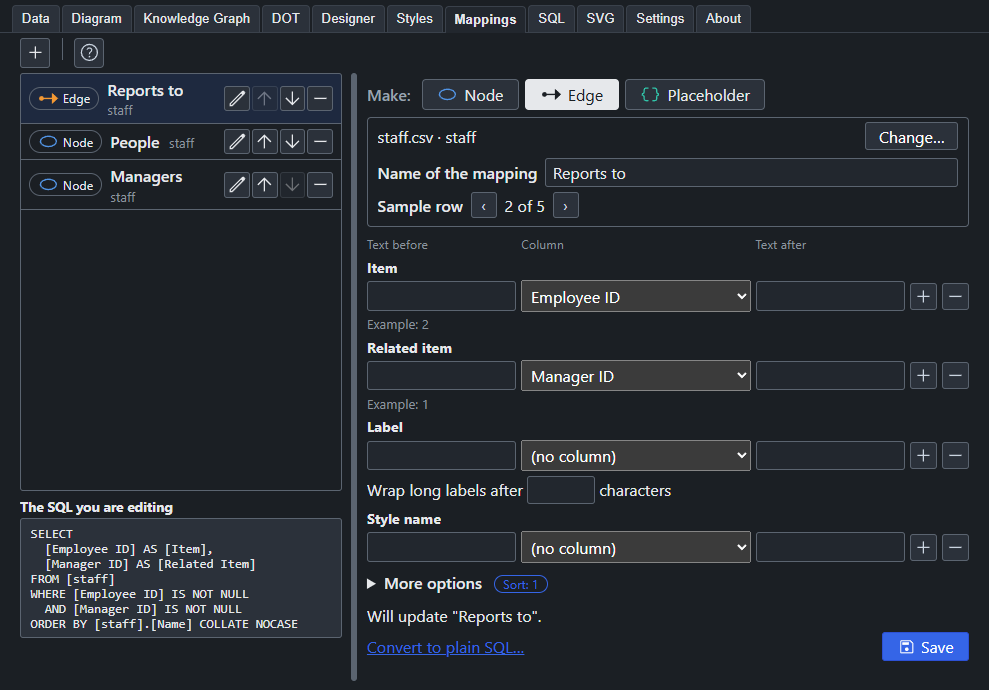 Data Diagram Knowledge Graph DOT Designer Styles Mappings SQL SVG Settings About
Edge Reports to
staff
Node People staff
Node Managers
staff
The SQL you are editing
SELECT
[Employee ID] AS [Item],
[Manager ID] AS [Related Item]
FROM [staff]
WHERE [Employee ID] IS NOT NULL
AND [Manager ID] IS NOT NULL
ORDER BY [staff].[Name] COLLATE NOCASE
Make: Node Edge {} Placeholder
staff.csv · staff Change...
Name of the mapping Reports to
Sample row ‹ 2 of 5 ›
Text before Column Text after
Item
Employee ID
Example: 2
Related item
Manager ID
Example: 1
Label
(no column)
Wrap long labels after characters
Style name
(no column)
More options Sort: 1
Will update "Reports to".
Convert to plain SQL...
Save